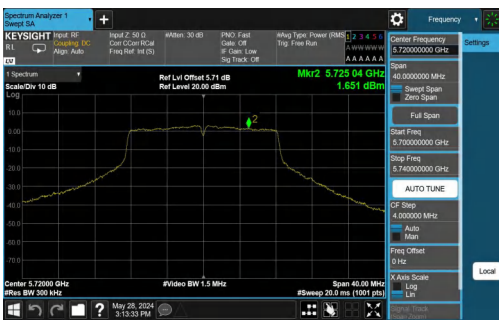 Spectrum Analyzer 1
Swept SA
Frequency
KEYSIGHT Input: RF
RL
Coupling: DC
Align: Auto
Input Z: 50 Ω
Corr CCorr RCal
Freq Ref: Int (S)
#Atten: 30 dB
PNO: Fast
Gate: Off
IF Gain: Low
Sig Track: Off
#Avg Type: Power (RMS
Trig: Free Run
1 2 3 4 5 6
A W W W W W
A A A A A A
LV
1 Spectrum
Scale/Div 10 dB
Log
Ref Lvl Offset 5.71 dB
Ref Level 20.00 dBm
Mkr2 5.725 04 GHz
1.651 dBm
2
10.0
0.00
-10.0
-20.0
-30.0
-40.0
-50.0
-60.0
-70.0
Center 5.72000 GHz
#Res BW 300 kHz
#Video BW 1.5 MHz
Span 40.00 MHz
#Sweep 20.0 ms (1001 pts)
Center Frequency
5.720000000 GHz
Settings
Span
40.0000000 MHz
Swept Span
Zero Span
Full Span
Start Freq
5.700000000 GHz
Stop Freq
5.740000000 GHz
AUTO TUNE
CF Step
4.000000 MHz
Auto
Man
Freq Offset
0 Hz
X Axis Scale
Log
Lin
Local
Signal Track
?
May 28, 2024
3:13:33 PM